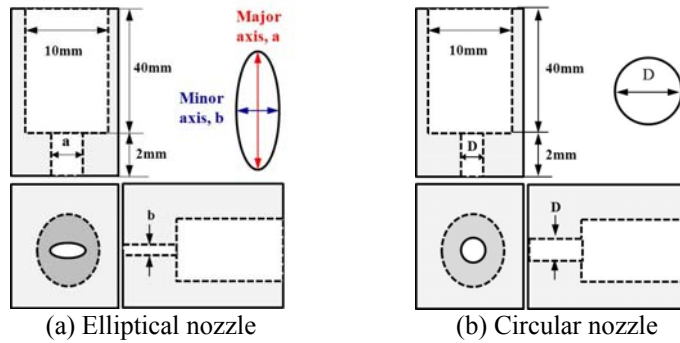 10mm
40mm
a
2mm
Major
axis, a
Minor
axis, b
b
(a) Elliptical nozzle
10mm
40mm
D
2mm
D
D
(b) Circular nozzle